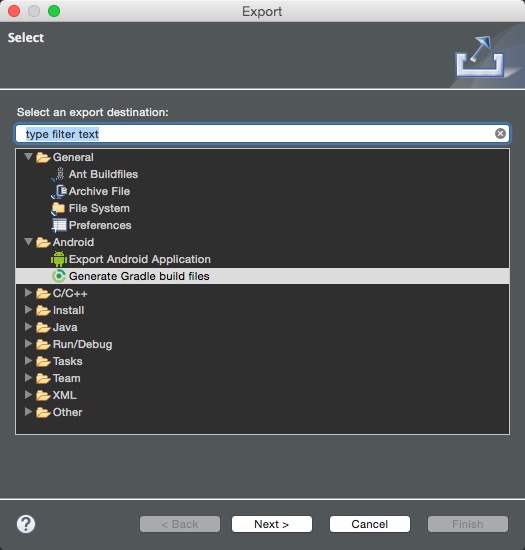 Export
Select
Select an export destination:
type filter text
General
Ant Buildfiles
Archive File
File System
Preferences
Android
Export Android Application
Generate Gradle build files
C/C++
Install
Java
Run/Debug
Tasks
Team
XML
Other
?
< Back
Next >
Cancel
Finish